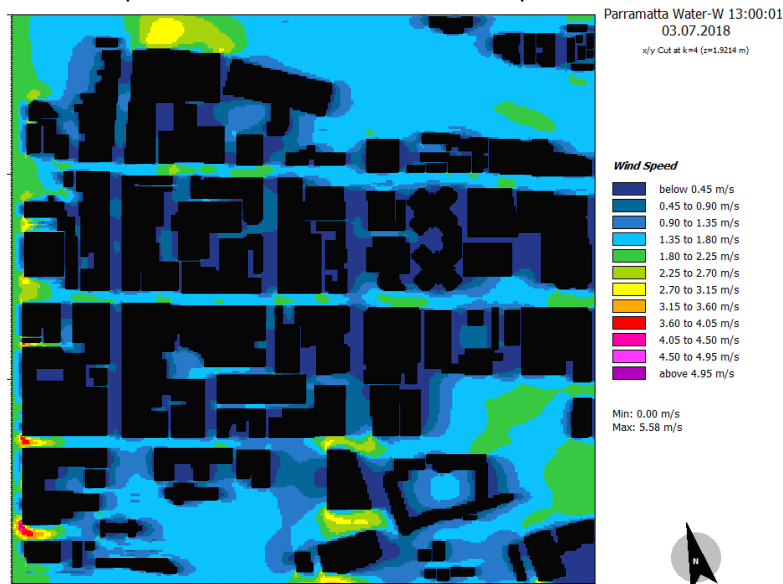 Parramatta Water-W 13:00:01
03.07.2018
x/y Cut at k=4 (z=1.9214 m)
Wind Speed
below 0.45 m/s
0.45 to 0.90 m/s
0.90 to 1.35 m/s
1.35 to 1.80 m/s
1.80 to 2.25 m/s
2.25 to 2.70 m/s
2.70 to 3.15 m/s
3.15 to 3.60 m/s
3.60 to 4.05 m/s
4.05 to 4.50 m/s
4.50 to 4.95 m/s
above 4.95 m/s
Min: 0.00 m/s
Max: 5.58 m/s
N